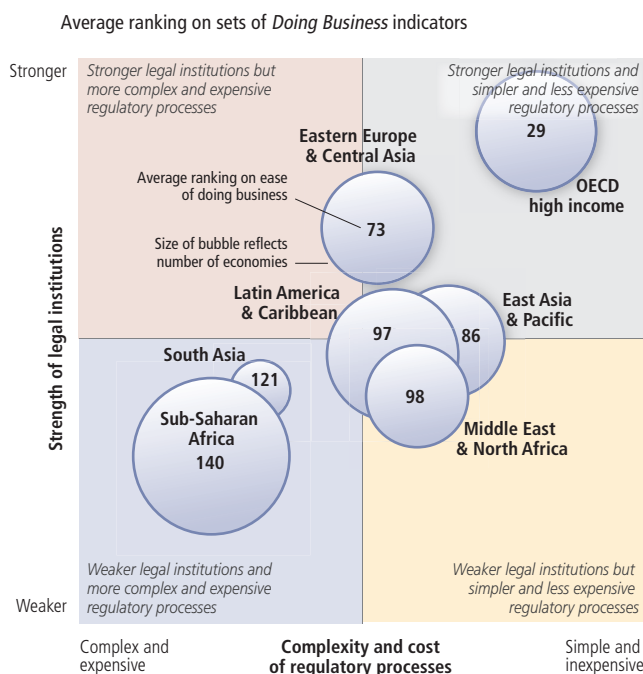 Average ranking on sets of Doing Business indicators
Stronger
Stronger legal institutions but
more complex and expensive
regulatory processes
Stronger legal institutions and
simpler and less expensive
regulatory processes
29
OECD
high income
Eastern Europe
& Central Asia
Average ranking on ease
of doing business
73
Size of bubble reflects
number of economies
Strength of legal institutions
Latin America
& Caribbean
97
East Asia
& Pacific
86
South Asia
121
98
Middle East
& North Africa
Sub-Saharan
Africa
140
Weaker
Weaker legal institutions and
more complex and expensive
regulatory processes
Weaker legal institutions but
simpler and less expensive
regulatory processes
Complex and
expensive
Complexity and cost
of regulatory processes
Simple and
inexpensive